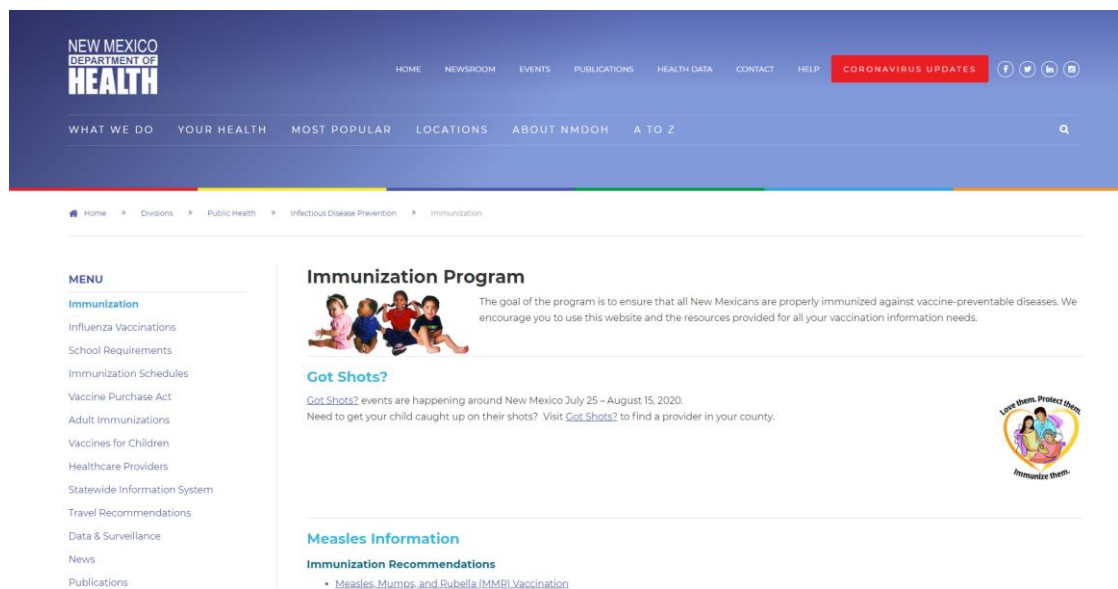 NEW MEXICO
DEPARTMENT OF
HEALTH
HOME NEWSROOM EVENTS PUBLICATIONS HEALTH DATA CONTACT HELP CORONAVIRUS UPDATES
WHAT WE DO YOUR HEALTH MOST POPULAR LOCATIONS ABOUT NMDOH A TO Z
Home » Divisions » Public Health » Infectious Disease Prevention » Immunization
MENU
Immunization
Influenza Vaccinations
School Requirements
Immunization Schedules
Vaccine Purchase Act
Adult Immunizations
Vaccines for Children
Healthcare Providers
Statewide Information System
Travel Recommendations
Data & Surveillance
News
Publications
Immunization Program
The goal of the program is to ensure that all New Mexicans are properly immunized against vaccine-preventable diseases. We
encourage you to use this website and the resources provided for all your vaccination information needs.
Got Shots?
Got Shots? events are happening around New Mexico July 25 – August 15, 2020.
Need to get your child caught up on their shots? Visit Got Shots? to find a provider in your county.
Love them. Protect them.
Immunize them.
Measles Information
Immunization Recommendations
• Measles, Mumps, and Rubella (MMR) Vaccination